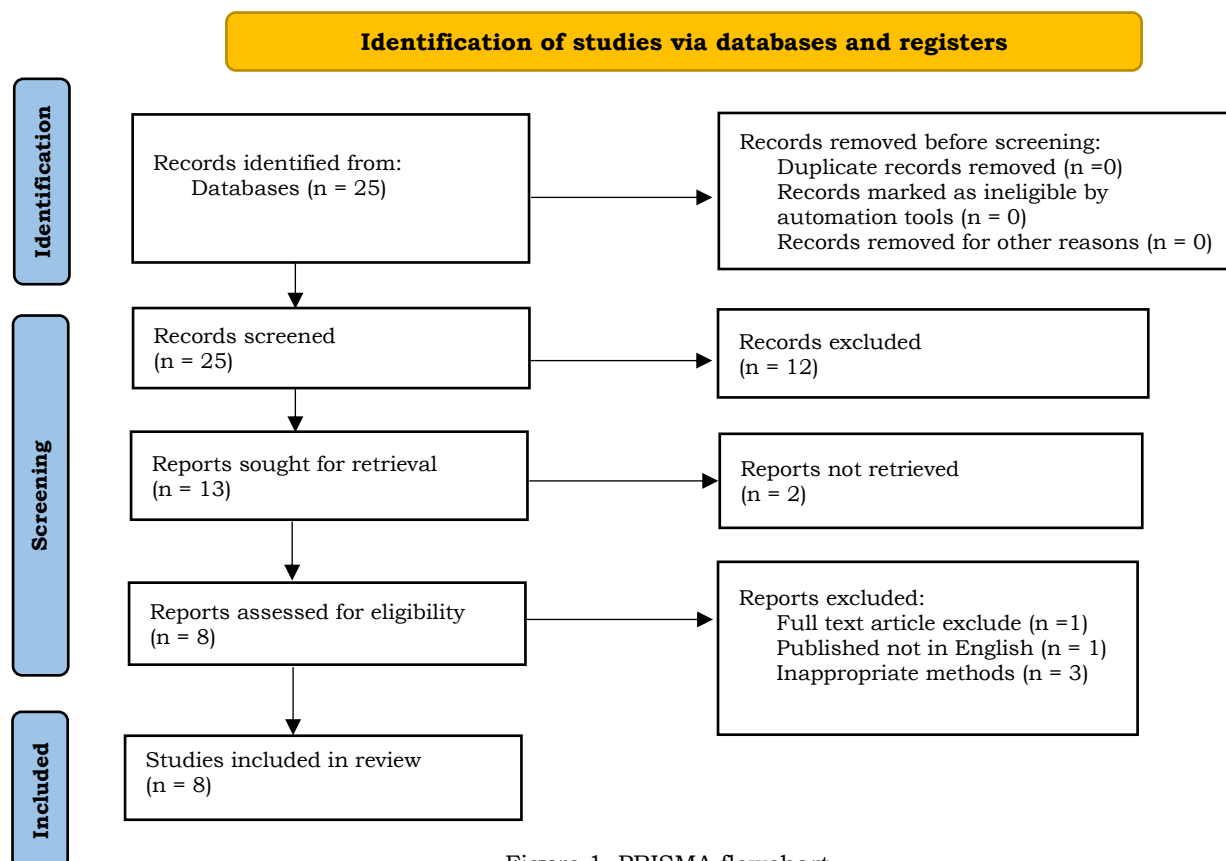 Identification of studies via databases and registers
Identification
Records identified from:
Databases (n = 25)
Records removed before screening:
Duplicate records removed (n =0)
Records marked as ineligible by
automation tools (n = 0)
Records removed for other reasons (n = 0)
Screening
Records screened
(n = 25)
Records excluded
(n = 12)
Reports sought for retrieval
(n = 13)
Reports not retrieved
(n = 2)
Reports assessed for eligibility
(n = 8)
Reports excluded:
Full text article exclude (n =1)
Published not in English (n = 1)
Inappropriate methods (n = 3)
Included
Studies included in review
(n = 8)
Figure 1. PRISMA flowchart